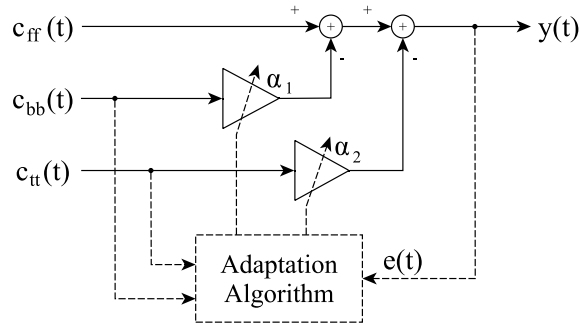 + +
c_ff(t) + + y(t)
- -
α_1
c_bb(t)
α_2
c_tt(t)
Adaptation
Algorithm
e(t)